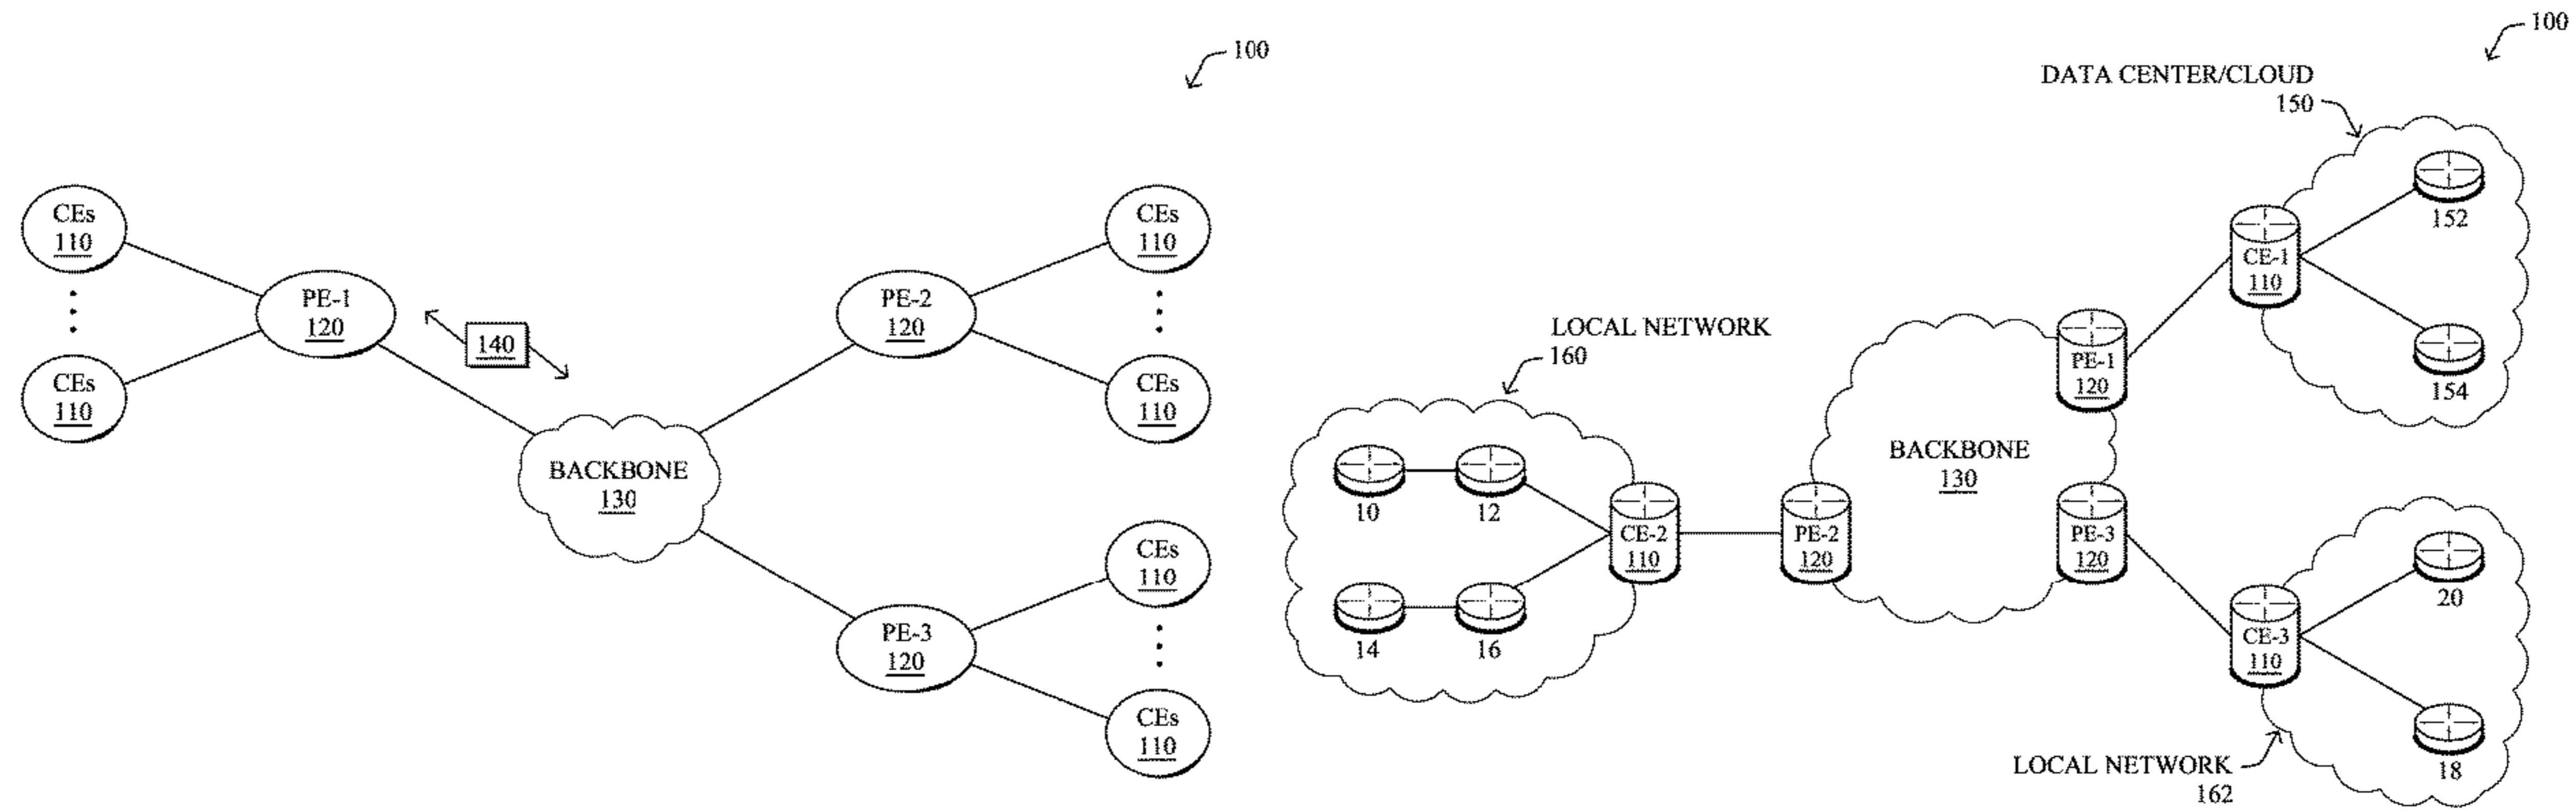 100
CEs
110
CEs
110
PE-1
120
140
BACKBONE
130
PE-2
120
CEs
110
CEs
110
PE-3
120
CEs
110
CEs
110
100
DATA CENTER/CLOUD
150
152
154
CE-1
110
PE-1
120
LOCAL NETWORK
160
10
12
14
16
CE-2
110
PE-2
120
BACKBONE
130
PE-3
120
CE-3
110
20
18
LOCAL NETWORK
162